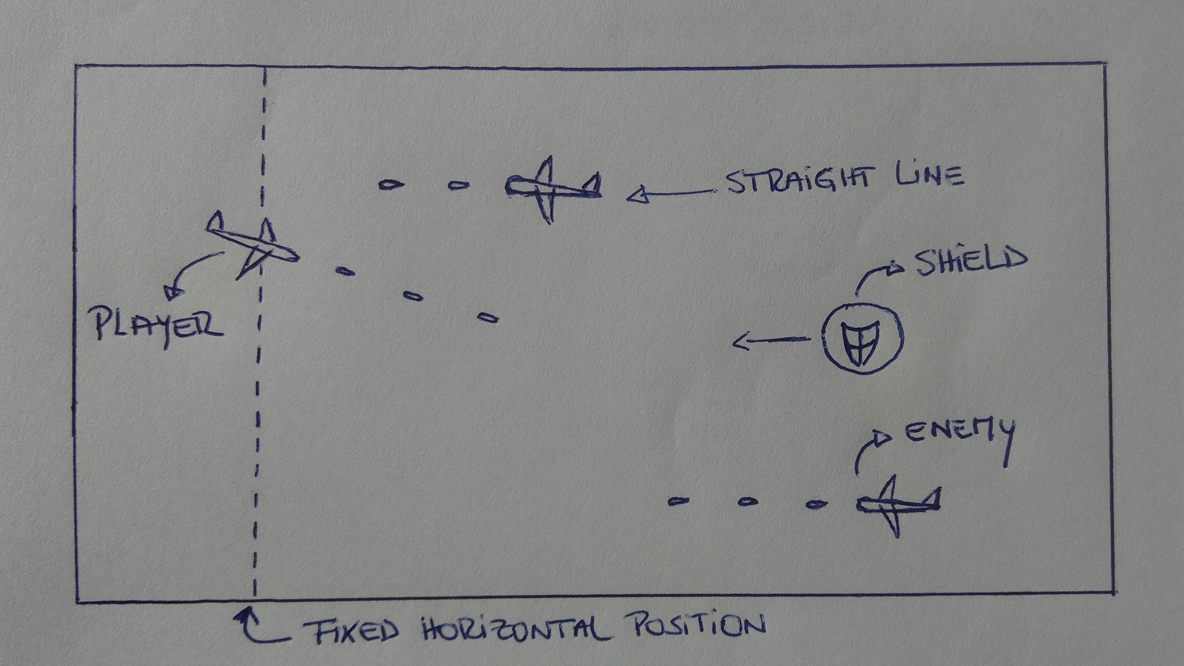 STRAIGHT LINE
SHIELD
PLAYER
ENEMY
FIXED HORIZONTAL POSITION